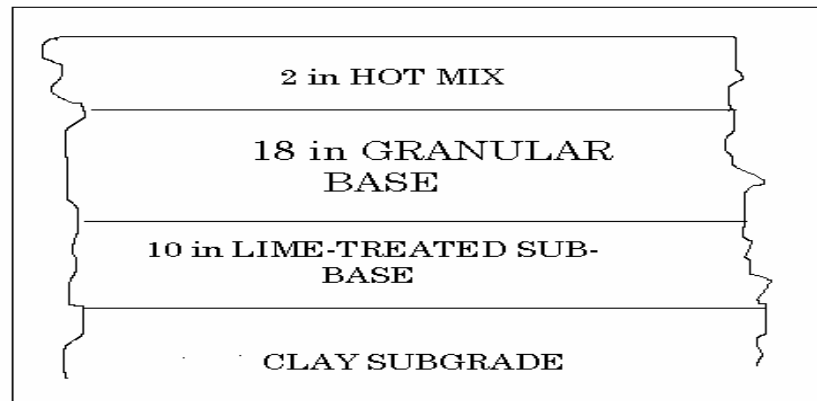 2 in HOT MIX
18 in GRANULAR
BASE
10 in LIME-TREATED SUB-
BASE
CLAY SUBGRADE